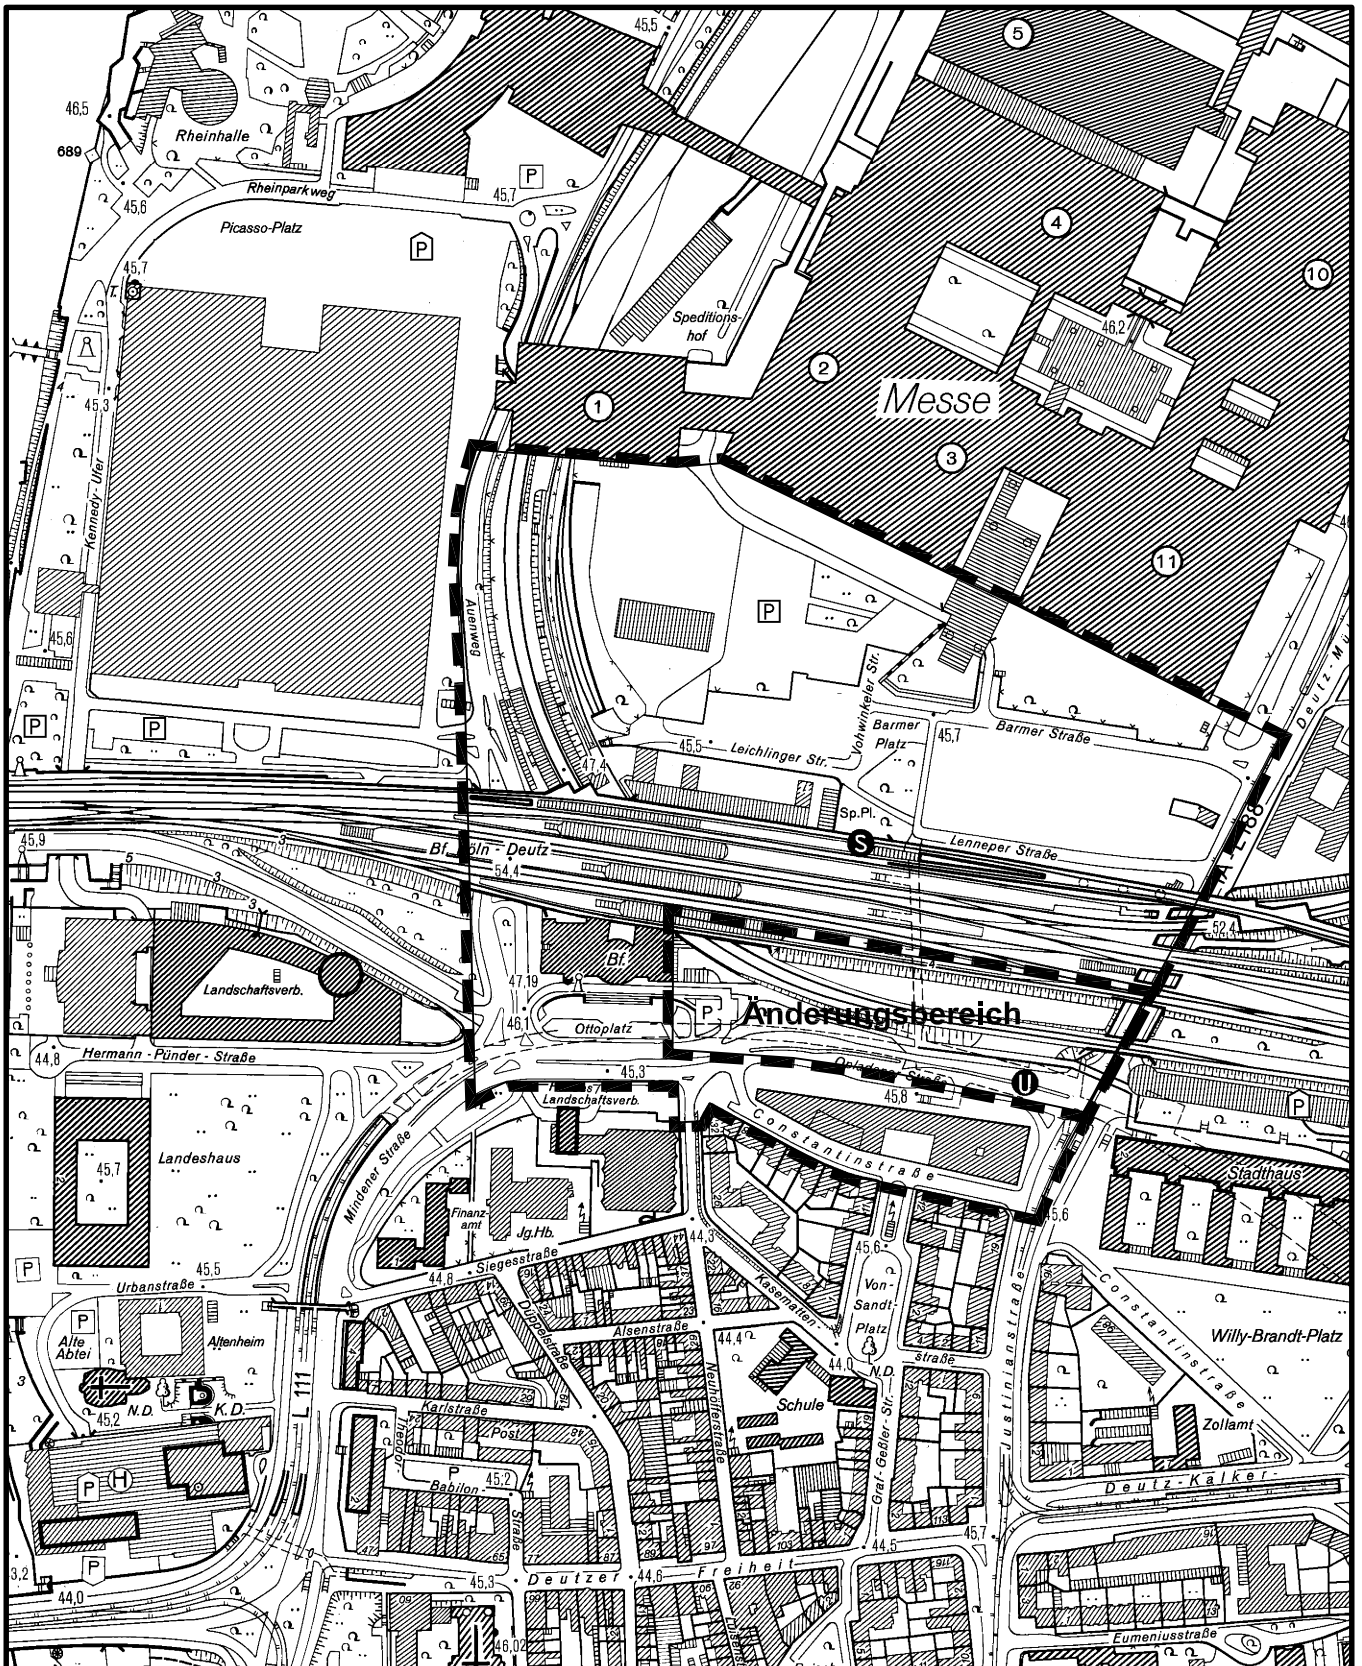 45,5
5
46,5
Rheinhalle
689
10
4
P
Rheinparkweg
45,7
45,6
Picasso-Platz
P
45,7
T.
Speditions-
hof
46,2
2
Messe
45,3
1
3
11
Kennedy-Ufer
P
Auenweg
45,6
Vohwinkeler Str.
P
P
Barmer
Platz
45,7
Barmer Straße
45,5
Leichlinger Str.
47,4
Sp.Pl.
S
L 188
45,9
3
5
Bf. Köln - Deutz
54,4
Lenneper Straße
3
3
52,4
Bf.
Landschaftsverb.
47,19
46,1
Ottoplatz
P
Änderungsbereich
44,8
Hermann - Pünder - Straße
45,3
Landschaftsverb.
Opladener Straße
45,8
U
P
Constantinstraße
Landeshaus
45,7
Mindener Straße
Stadthaus
Finanz-
amt
Jg.Hb.
45,6
P
45,5
Urbanstraße
Siegesstraße
44,8
44,3
45,6
Von-
Sandt-
Platz
Kasematten-
straße
Constantinstraße
Justinianstraße
Willy-Brandt-Platz
P
Alte
Abtei
Altenheim
Düppelstraße
Alsenstraße
44,4
44,0
N.D.
3
45,2
N.D.
K.D.
L 111
Karlstraße
Post
Neuhöfferstraße
Schule
Graf-Geßler-Str.
Zollamt
H
P
Theodor-
Babilon-
Straße
P
45,2
Deutz-Kalker-
45,7
44,5
P
3,2
44,0
45,3
Deutzer
44,6
Freiheit
46,02
Eumeniusstraße